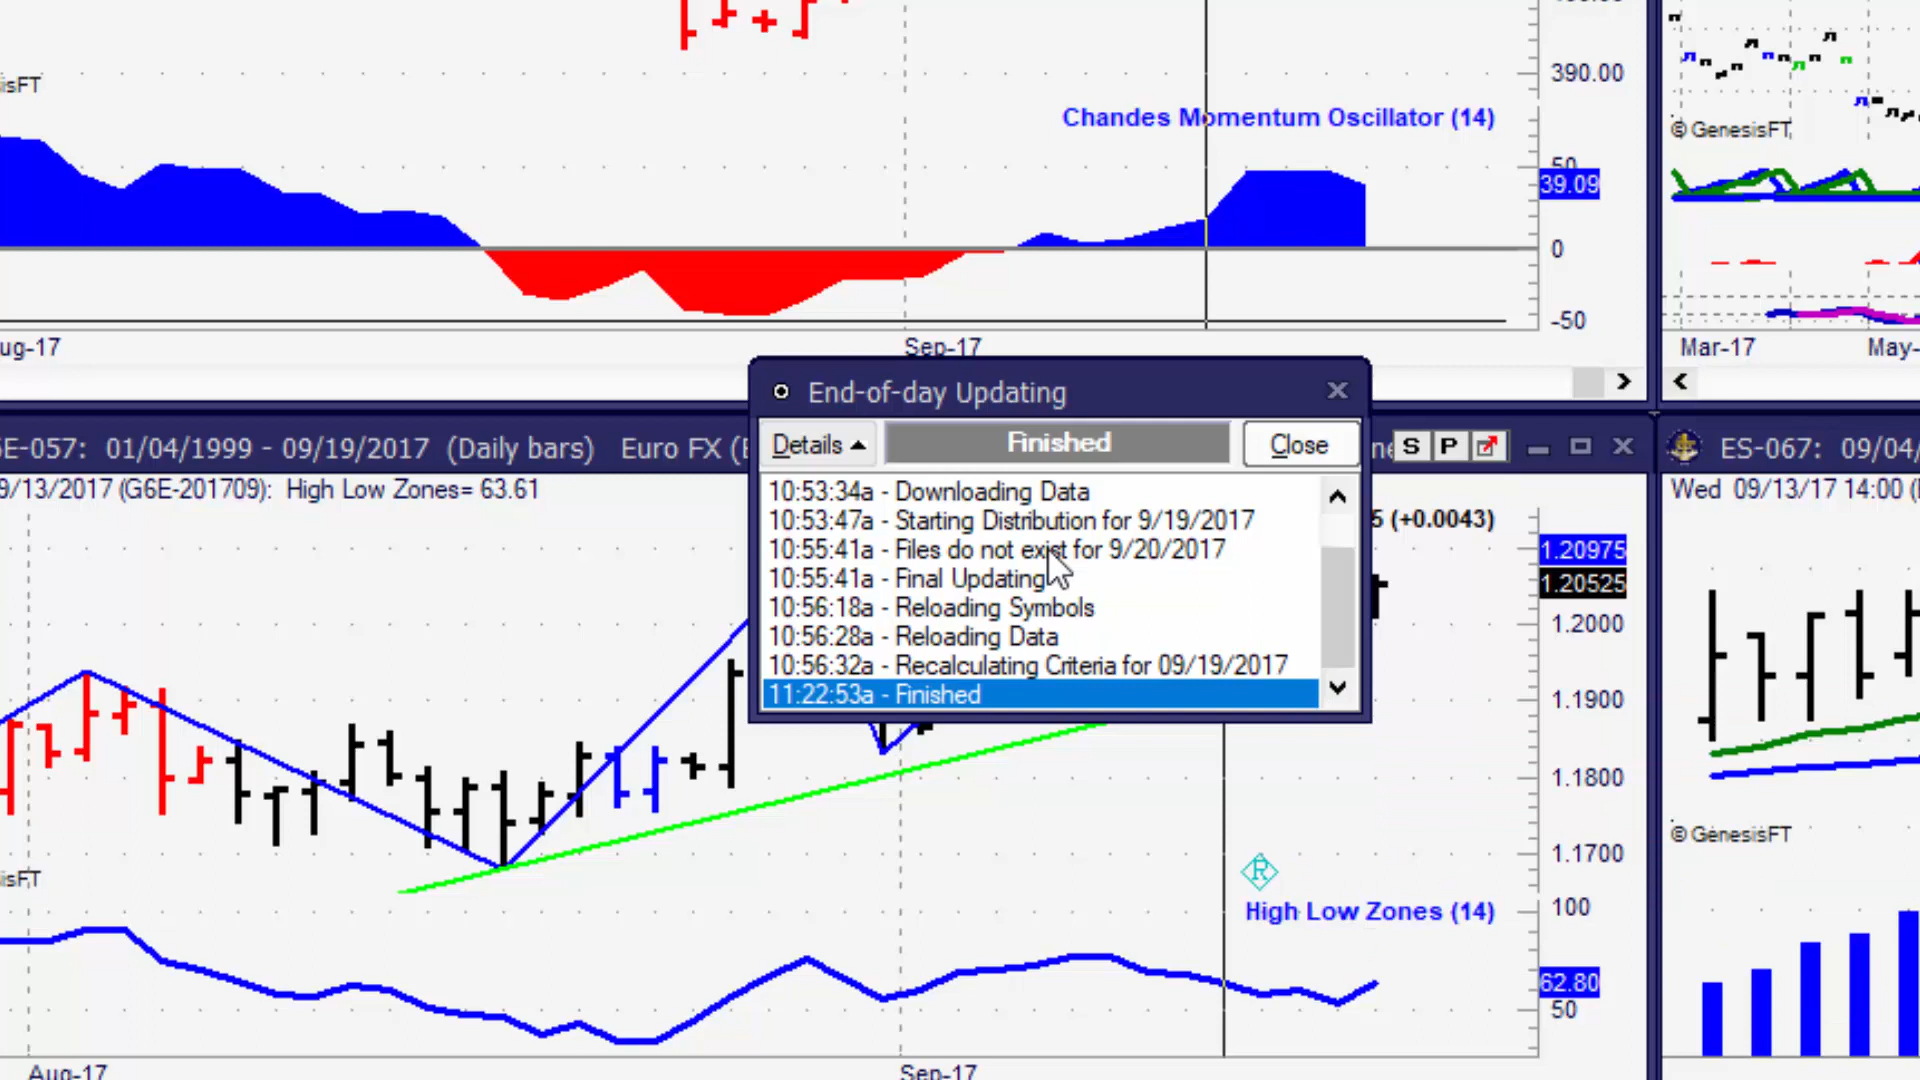 390.00
isFT
Chandes Momentum Oscillator (14)
50
39.09
0
-50
ug-17
Sep-17
© GenesisFT
Mar-17
May-
End-of-day Updating
Details
Finished
Close
10:53:34a - Downloading Data
10:53:47a - Starting Distribution for 9/19/2017
10:55:41a - Files do not exist for 9/20/2017
10:55:41a - Final Updating
10:56:18a - Reloading Symbols
10:56:28a - Reloading Data
10:56:32a - Recalculating Criteria for 09/19/2017
11:22:53a - Finished
E-057: 01/04/1999 - 09/19/2017 (Daily bars) Euro FX (E
S P
9/13/2017 (G6E-201709): High Low Zones= 63.61
5 (+0.0043)
1.20975
1.20525
1.2000
1.1900
1.1800
1.1700
isFT
R
High Low Zones (14)
100
62.80
50
Aug-17
Sep-17
ES-067: 09/04/
Wed 09/13/17 14:00 (
© GenesisFT